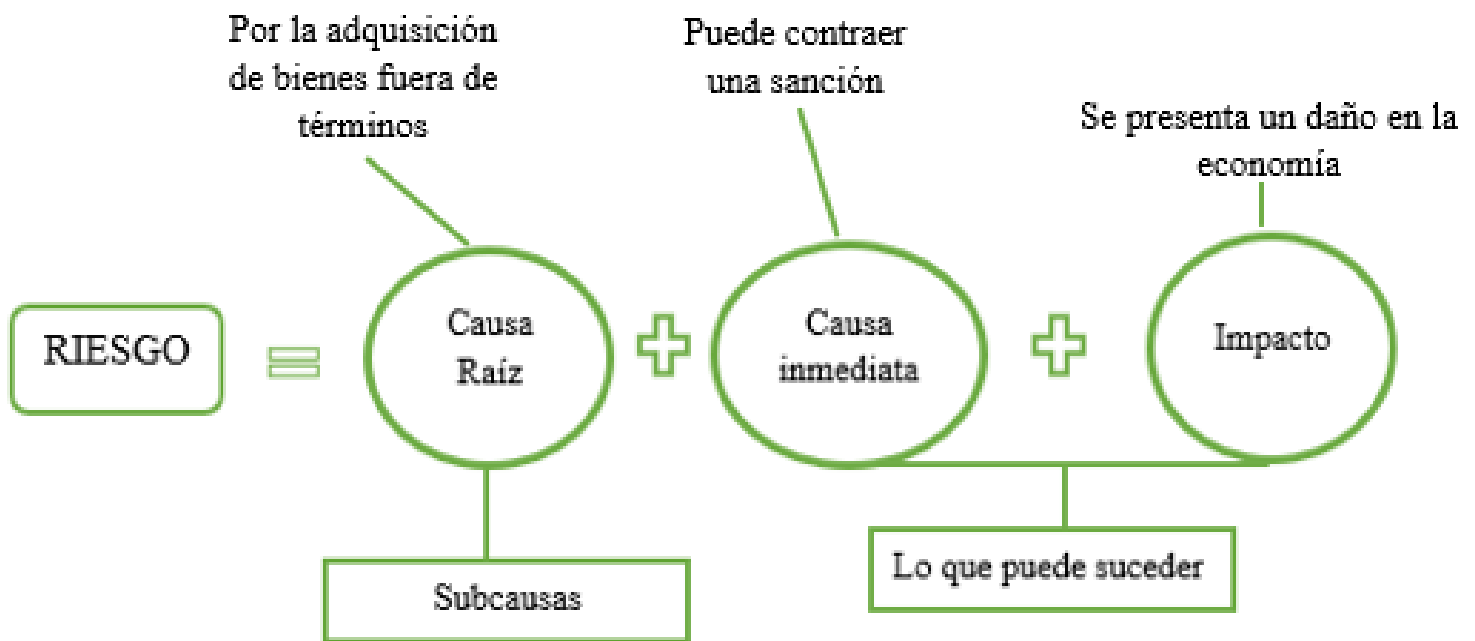 Por la adquisición
de bienes fuera de
términos
Puede contraer
una sanción
Se presenta un daño en la
economía
RIESGO
Causa
Raíz
Causa
inmediata
Impacto
Subcausas
Lo que puede suceder